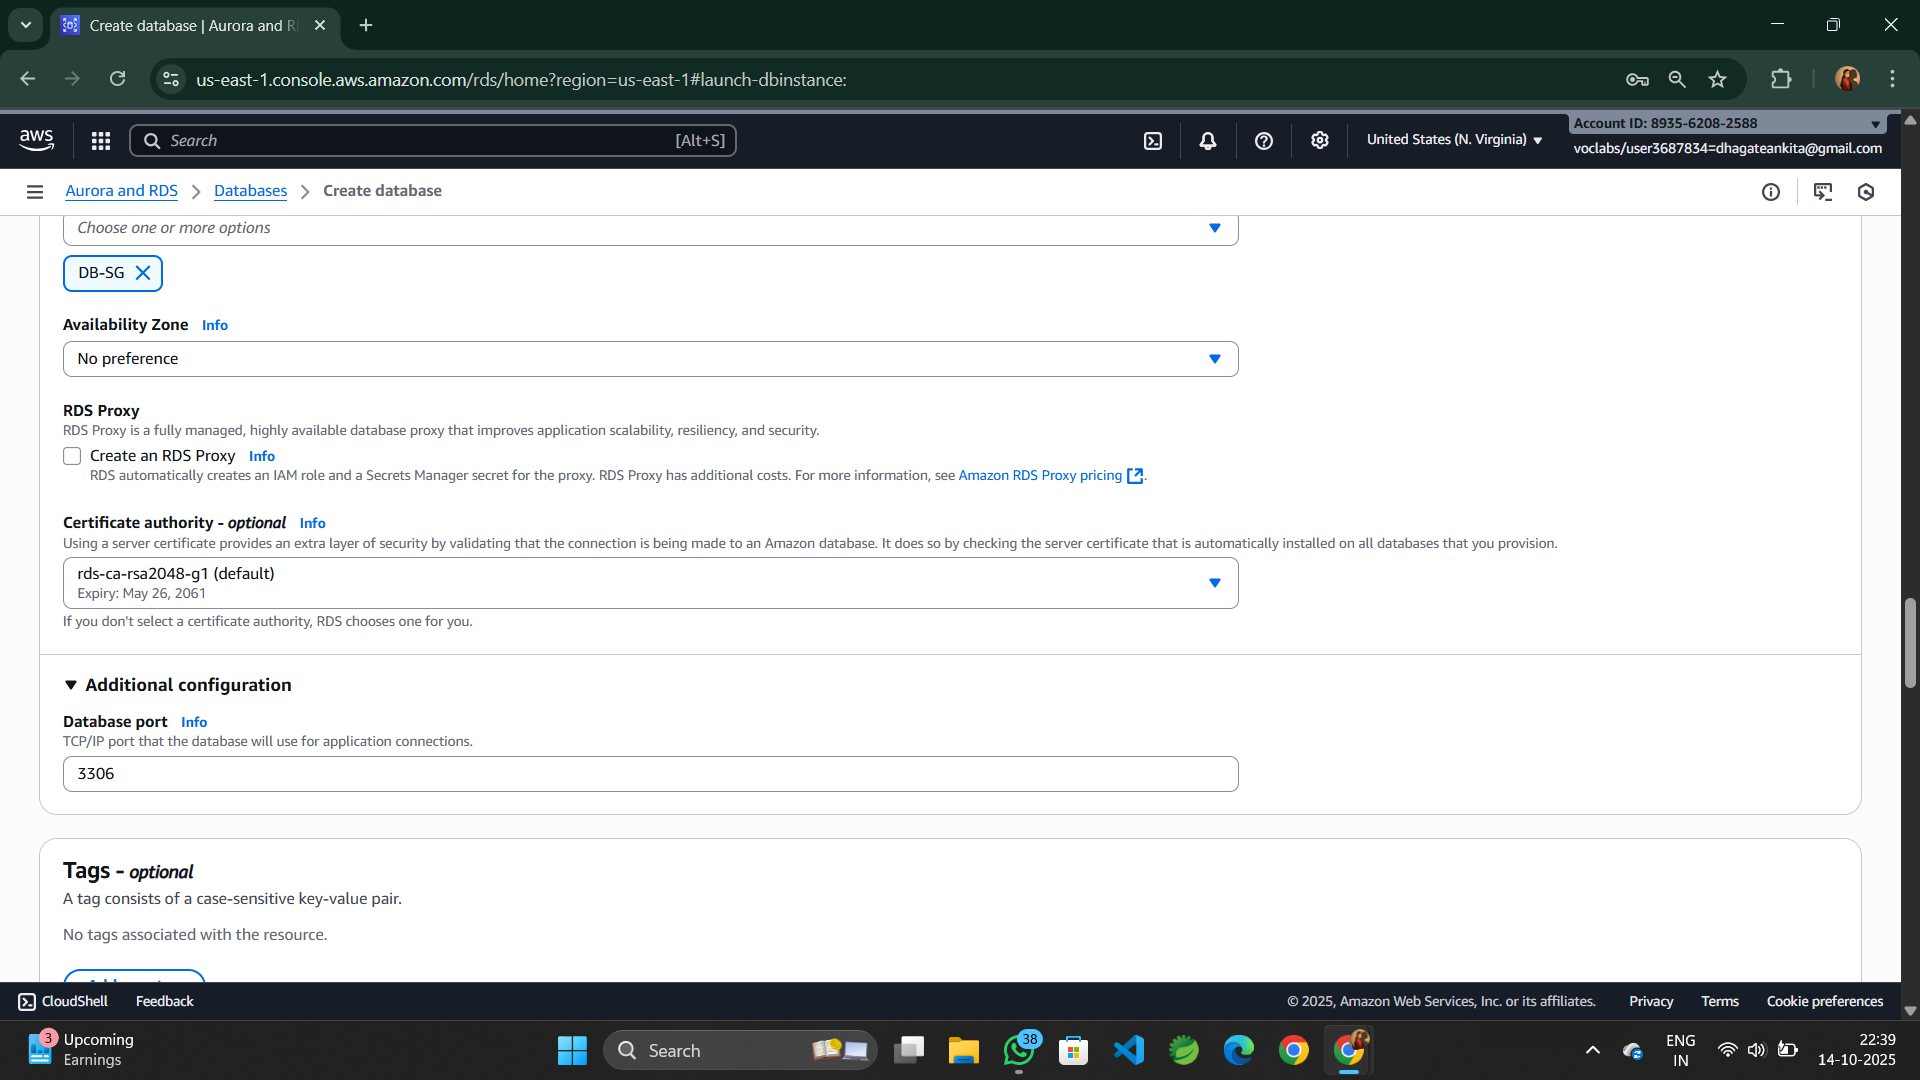 Create database | Aurora and R
us-east-1.console.aws.amazon.com/rds/home?region=us-east-1#launch-dbinstance:
aws
Search
[Alt+S]
United States (N. Virginia)
Account ID: 8935-6208-2588
voclabs/user3687834=dhagateankita@gmail.com
Aurora and RDS
Databases
Create database
Choose one or more options
DB-SG
Availability Zone Info
No preference
RDS Proxy
RDS Proxy is a fully managed, highly available database proxy that improves application scalability, resiliency, and security.
Create an RDS Proxy Info
RDS automatically creates an IAM role and a Secrets Manager secret for the proxy. RDS Proxy has additional costs. For more information, see Amazon RDS Proxy pricing.
Certificate authority - optional Info
Using a server certificate provides an extra layer of security by validating that the connection is being made to an Amazon database. It does so by checking the server certificate that is automatically installed on all databases that you provision.
rds-ca-rsa2048-g1 (default)
Expiry: May 26, 2061
If you don't select a certificate authority, RDS chooses one for you.
Additional configuration
Database port Info
TCP/IP port that the database will use for application connections.
3306
Tags - optional
A tag consists of a case-sensitive key-value pair.
No tags associated with the resource.
CloudShell
Feedback
© 2025, Amazon Web Services, Inc. or its affiliates.
Privacy
Terms
Cookie preferences
3
Upcoming
Earnings
Search
38
ENG
IN
22:39
14-10-2025